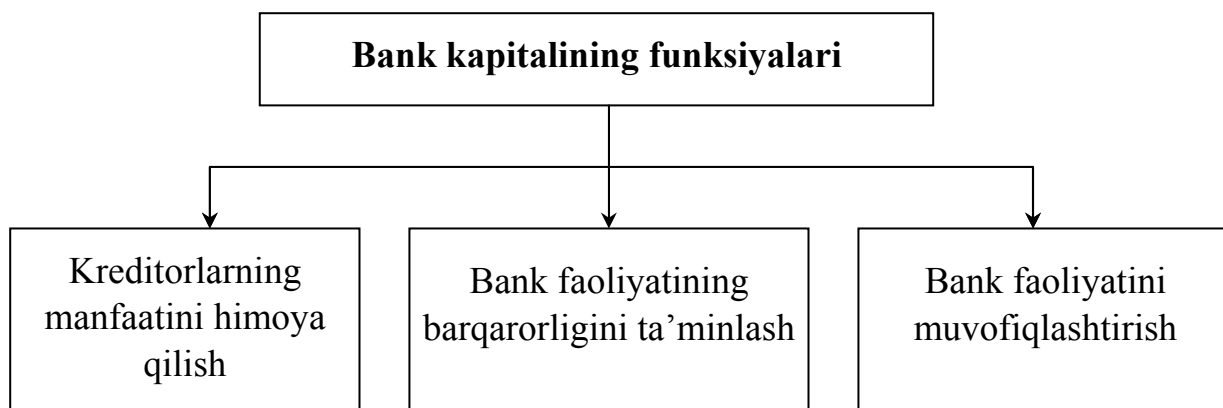 Bank kapitalining funksiyalari
Kreditorlarning
manfaatini himoya
qilish
Bank faoliyatining
barqarorligini ta’minlash
Bank faoliyatini
muvofiqlashtirish